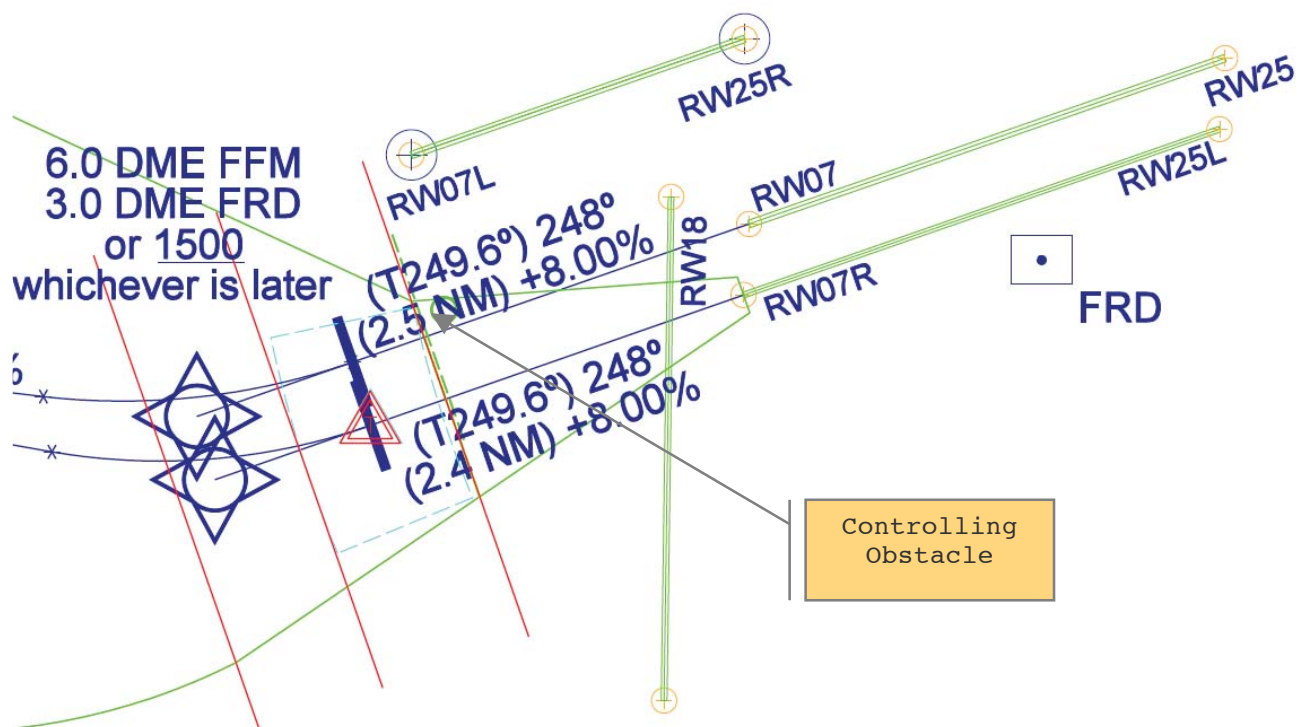 RW25R
RW25
6.0 DME FFM
3.0 DME FRD
or 1500
whichever is later
RW07L
RW07
RW25L
(T249.6º) 248º
(2.5 NM) +8.00%
RW18
RW07R
FRD
%
(T249.6º) 248º
(2.4 NM) +8.00%
Controlling
Obstacle